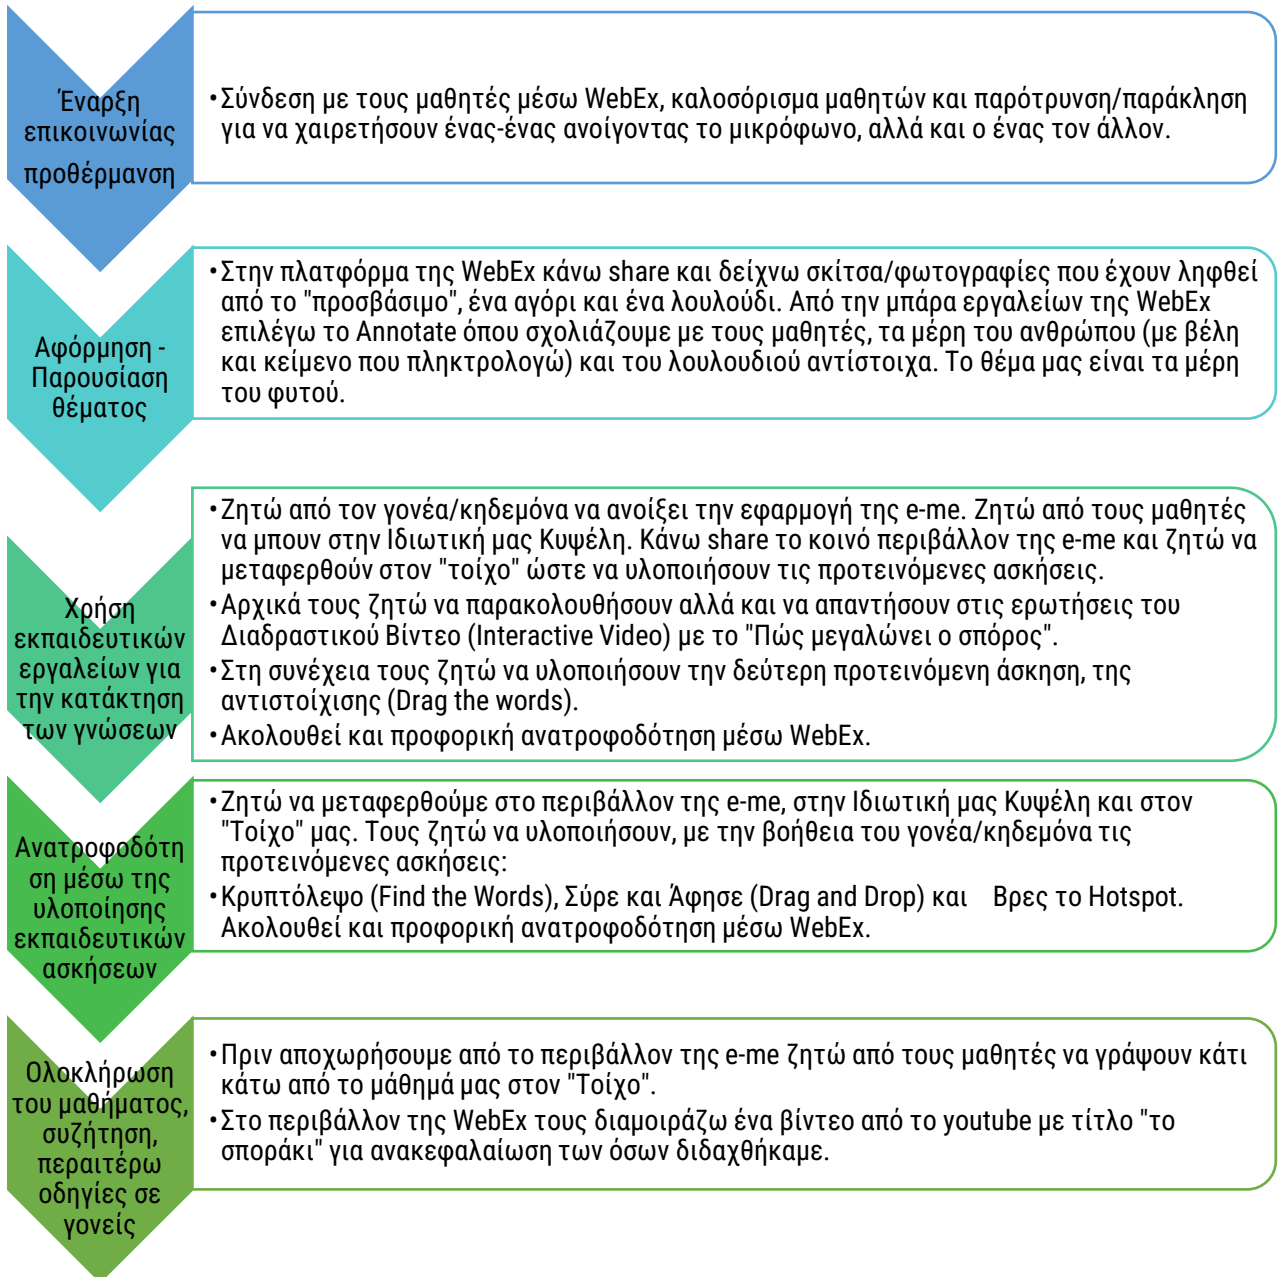 Έναρξη
επικοινωνίας
προθέρμανση
•Σύνδεση με τους μαθητές μέσω WebEx, καλοσόρισμα μαθητών και παρότρυνση/παράκληση
για να χαιρετήσουν ένας-ένας ανοίγοντας το μικρόφωνο, αλλά και ο ένας τον άλλον.
Αφόρμηση -
Παρουσίαση
θέματος
•Στην πλατφόρμα της WebEx κάνω share και δείχνω σκίτσα/φωτογραφίες που έχουν ληφθεί
από το "προσβάσιμο", ένα αγόρι και ένα λουλούδι. Από την μπάρα εργαλείων της WebEx
επιλέγω το Annotate όπου σχολιάζουμε με τους μαθητές, τα μέρη του ανθρώπου (με βέλη
και κείμενο που πληκτρολογώ) και του λουλουδιού αντίστοιχα. Το θέμα μας είναι τα μέρη
του φυτού.
Χρήση
εκπαιδευτικών
εργαλείων για
την κατάκτηση
των γνώσεων
•Ζητώ από τον γονέα/κηδεμόνα να ανοίξει την εφαρμογή της e-me. Ζητώ από τους μαθητές
να μπουν στην Ιδιωτική μας Κυψέλη. Κάνω share το κοινό περιβάλλον της e-me και ζητώ να
μεταφερθούν στον "τοίχο" ώστε να υλοποιήσουν τις προτεινόμενες ασκήσεις.
•Αρχικά τους ζητώ να παρακολουθήσουν αλλά και να απαντήσουν στις ερωτήσεις του
Διαδραστικού Βίντεο (Interactive Video) με το "Πώς μεγαλώνει ο σπόρος".
•Στη συνέχεια τους ζητώ να υλοποιήσουν την δεύτερη προτεινόμενη άσκηση, της
αντιστοίχισης (Drag the words).
•Ακολουθεί και προφορική ανατροφοδότηση μέσω WebEx.
Ανατροφοδότη
ση μέσω της
υλοποίησης
εκπαιδευτικών
ασκήσεων
•Ζητώ να μεταφερθούμε στο περιβάλλον της e-me, στην Ιδιωτική μας Κυψέλη και στον
"Τοίχο" μας. Τους ζητώ να υλοποιήσουν, με την βοήθεια του γονέα/κηδεμόνα τις
προτεινόμενες ασκήσεις:
•Κρυπτόλεψο (Find the Words), Σύρε και Άφησε (Drag and Drop) και Βρες το Hotspot.
Ακολουθεί και προφορική ανατροφοδότηση μέσω WebEx.
Ολοκλήρωση
του μαθήματος,
συζήτηση,
περαιτέρω
οδηγίες σε
γονείς
•Πριν αποχωρήσουμε από το περιβάλλον της e-me ζητώ από τους μαθητές να γράψουν κάτι
κάτω από το μάθημά μας στον "Τοίχο".
•Στο περιβάλλον της WebEx τους διαμοιράζω ένα βίντεο από το youtube με τίτλο "το
σποράκι" για ανακεφαλαίωση των όσων διδαχθήκαμε.